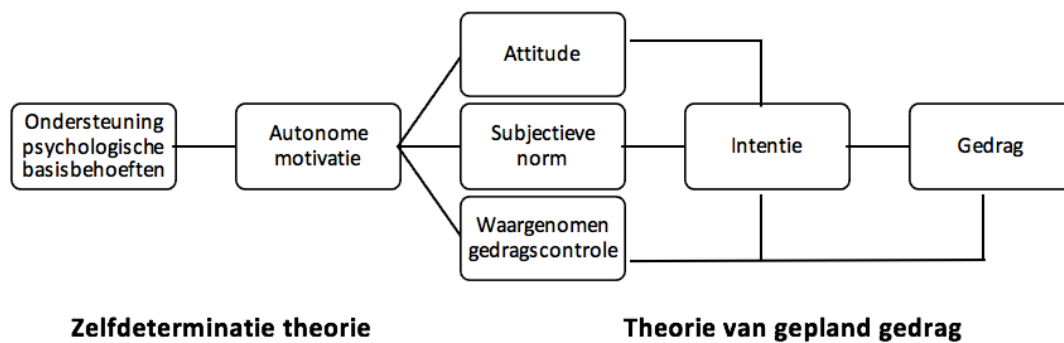 Attitude
Ondersteuning
psychologische
basisbehoeften
Autonome
motivatie
Subjectieve
norm
Intentie
Gedrag
Waargenomen
gedragscontrole
Zelfdeterminatie theorie
Theorie van gepland gedrag